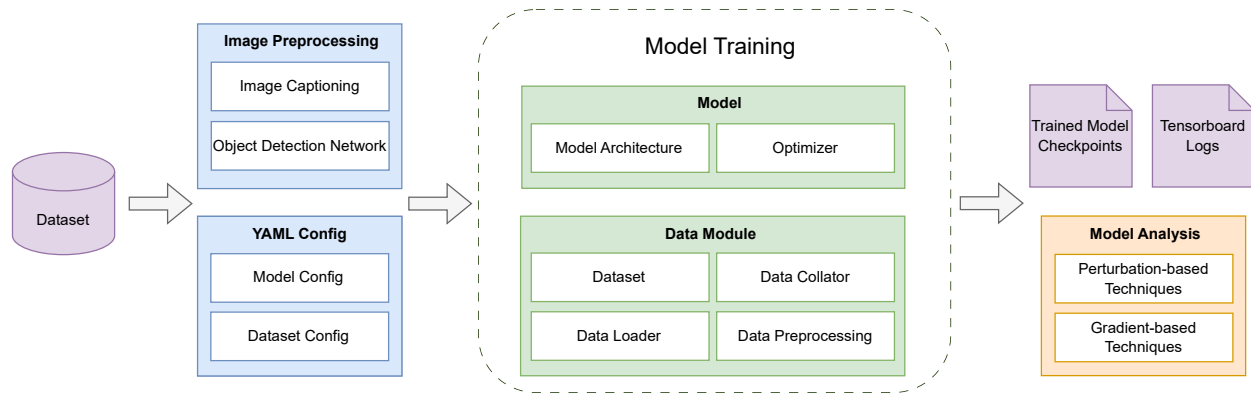 Dataset
Image Preprocessing
Image Captioning
Object Detection Network
YAML Config
Model Config
Dataset Config
Model Training
Model
Model Architecture
Optimizer
Data Module
Dataset
Data Collator
Data Loader
Data Preprocessing
Trained Model
Checkpoints
Tensorboard
Logs
Model Analysis
Perturbation-based
Techniques
Gradient-based
Techniques